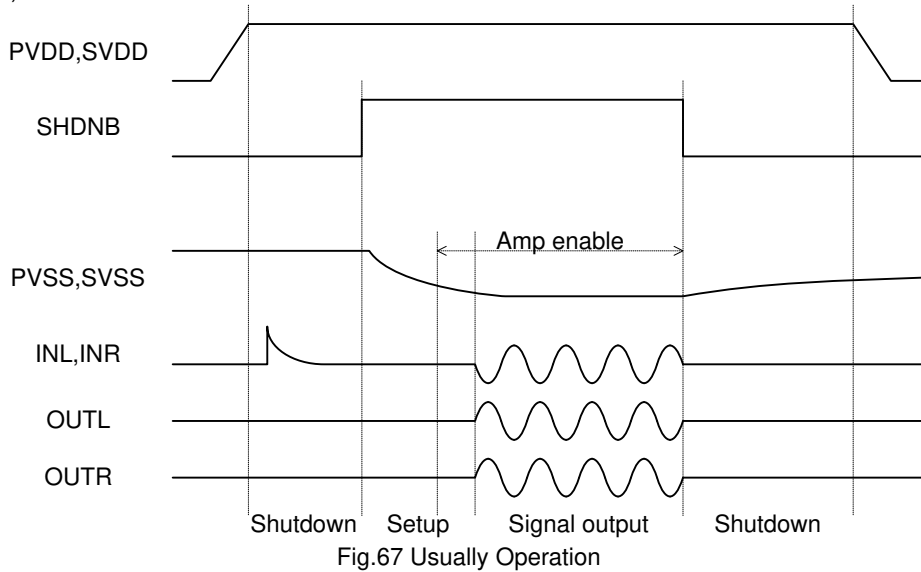 PVDD,SVDD
SHDNB
Amp enable
PVSS,SVSS
INL,INR
OUTL
OUTR
Shutdown Setup Signal output Shutdown
Fig.67 Usually Operation